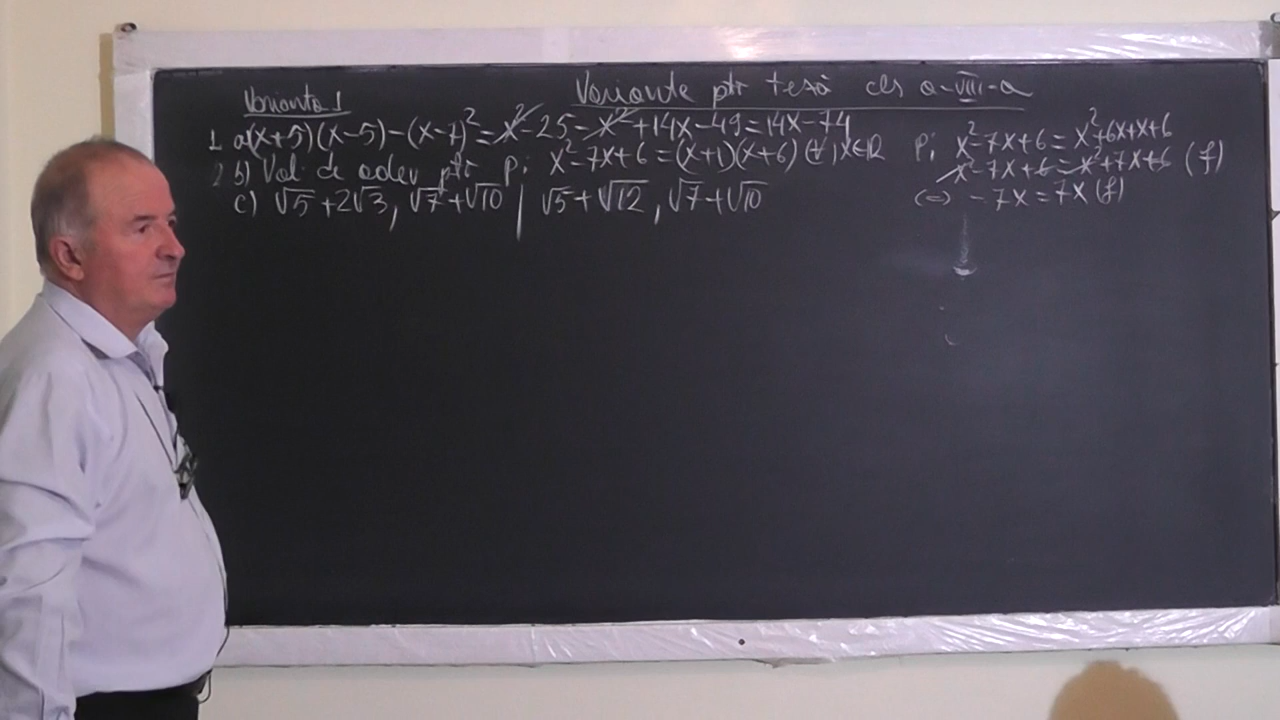 Variante ptr teză cls a-VIII-a
Varianta 1
1. a) (x+5)(x-5)-(x-7)²=x²-25-x²+14x-49=14x-74
2 b) Val. de adev ptr p: x²-7x+6=(x+1)(x+6) (∀)x∈R
c) √5+2√3, √7+√10 | √5+√12, √7+√10
p: x²-7x+6=x²+6x+x+6
x²-7x+6=x²+7x+6 (f)
(=) -7x=7x (f)